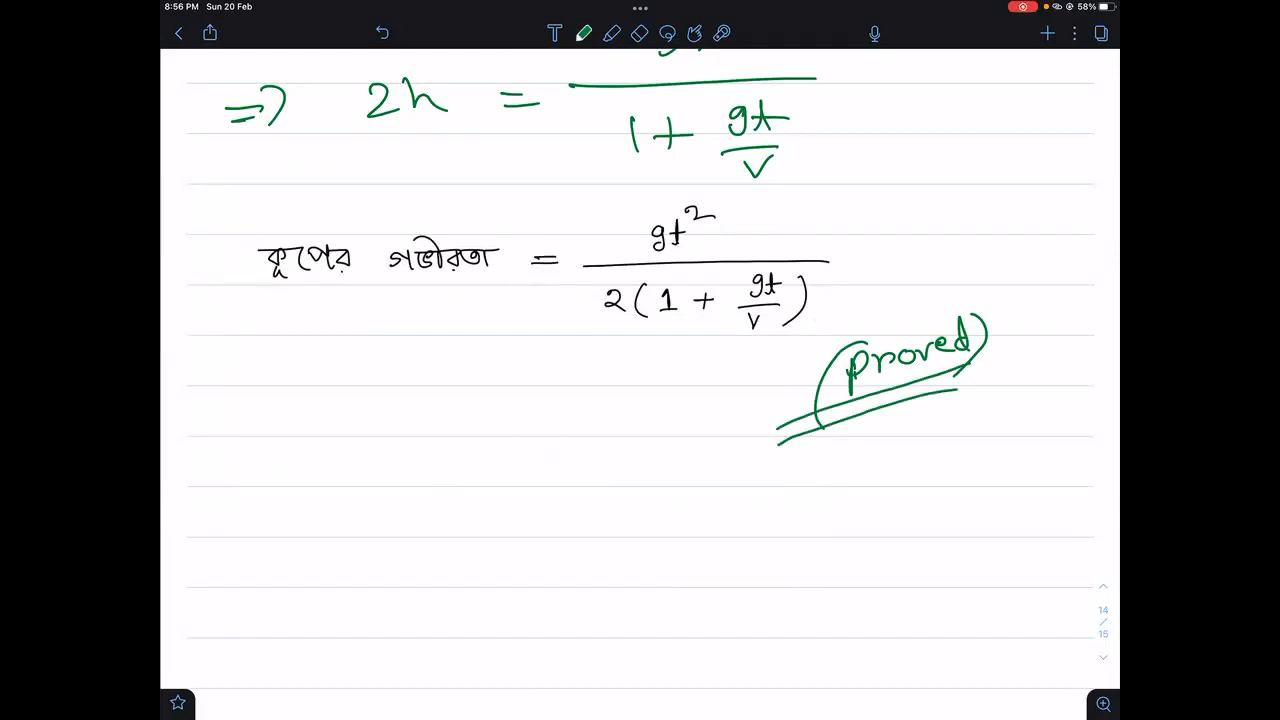 8:56 PM Sun 20 Feb
58%
T
⇒ 2h = 
1 + gt/v
কূপের গভীরতা = gt²/2(1 + gt/v)
(Proved)
14
/
15